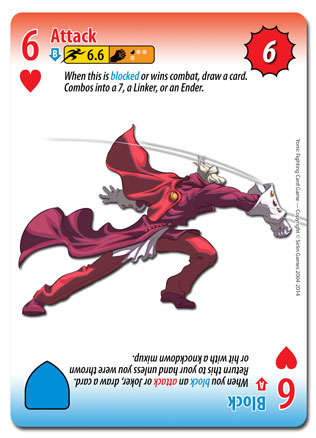 6 Attack
B 6.6
6
When this is blocked or wins combat, draw a card.
Combos into a 7, a Linker, or an Ender.
Yomi: Fighting Card Game — Copyright © Sirlin Games 2004-2014
6 Block
A
When you block an attack or Joker, draw a card.
Return this to your hand unless you were thrown
or hit with a knockdown mixup.